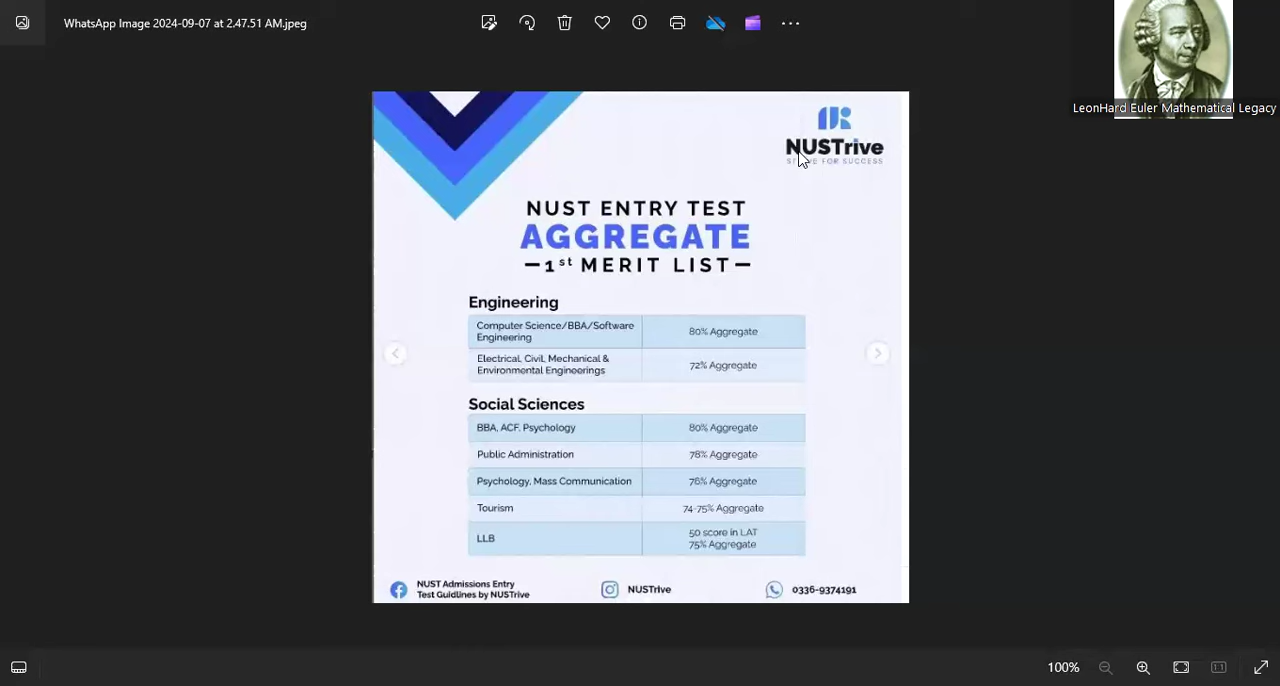 WhatsApp Image 2024-09-07 at 2.47.51 AM.jpeg
LeonHard Euler Mathematical Legacy
NUSTrive
FOR SUCCESS
NUST ENTRY TEST
AGGREGATE
1st MERIT LIST
Engineering
Computer Science/BBA/Software
Engineering
80% Aggregate
Electrical, Civil, Mechanical &
Environmental Engineerings
72% Aggregate
Social Sciences
BBA, ACF, Psychology
80% Aggregate
Public Administration
78% Aggregate
Psychology, Mass Communication
76% Aggregate
Tourism
74-75% Aggregate
LLB
50 score in LAT
75% Aggregate
NUST Admissions Entry
Test Guidlines by NUSTrive
NUSTrive
0336-9374191
100%